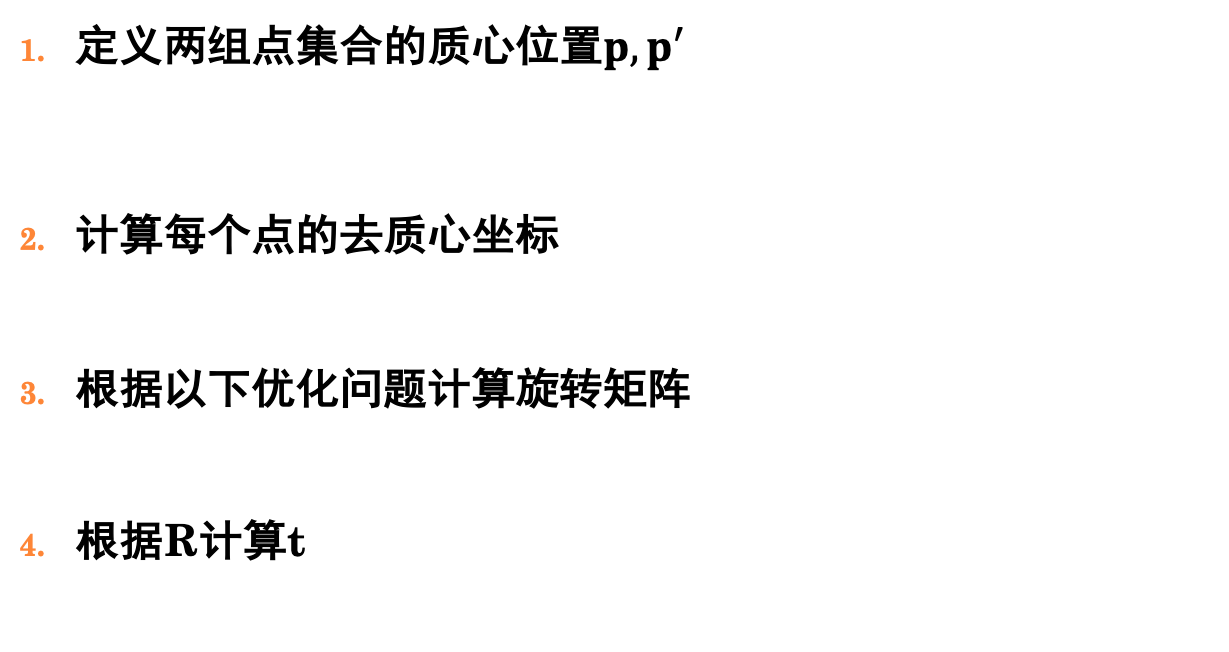 1. 定义两组点集合的质心位置p, p′
2. 计算每个点的去质心坐标
3. 根据以下优化问题计算旋转矩阵
4. 根据R计算t